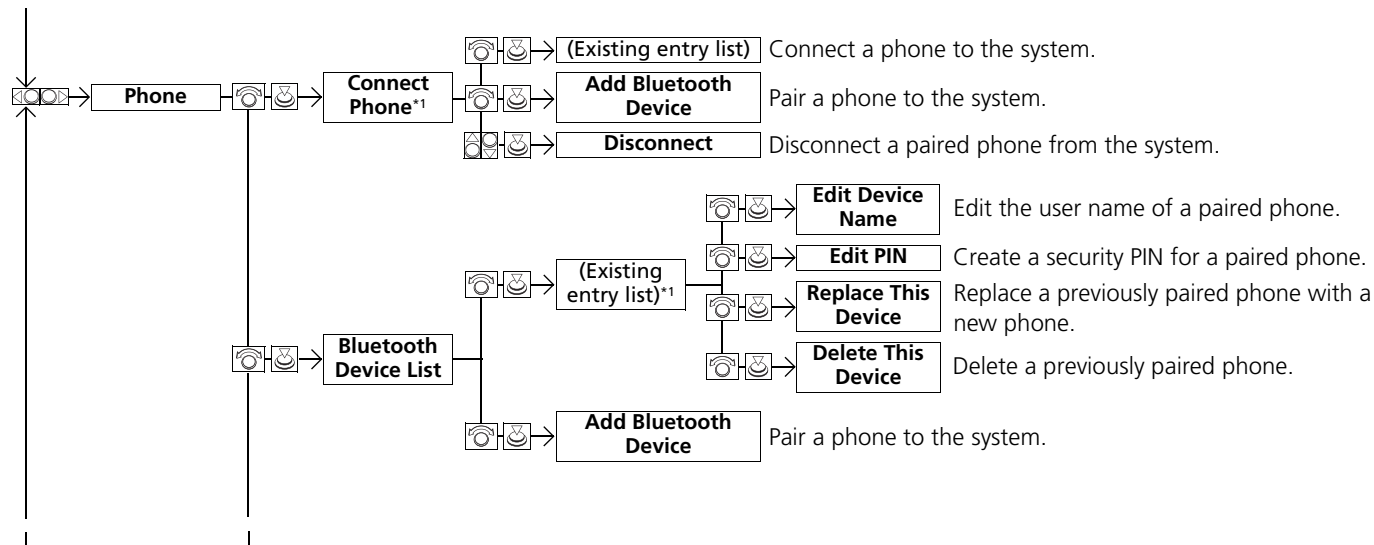 (Existing entry list) Connect a phone to the system.
Phone
Connect
Phone*1
Add Bluetooth
Device
Pair a phone to the system.
Disconnect Disconnect a paired phone from the system.
Edit Device
Name
Edit the user name of a paired phone.
Edit PIN Create a security PIN for a paired phone.
(Existing
entry list)*1
Replace This
Device
Replace a previously paired phone with a
new phone.
Bluetooth
Device List
Delete This
Device
Delete a previously paired phone.
Add Bluetooth
Device
Pair a phone to the system.